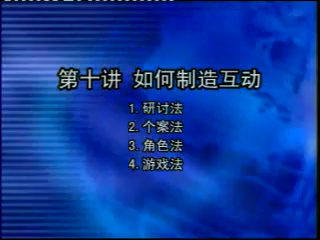 第十讲 如何制造互动
1.研讨法
2.个案法
3.角色法
4.游戏法